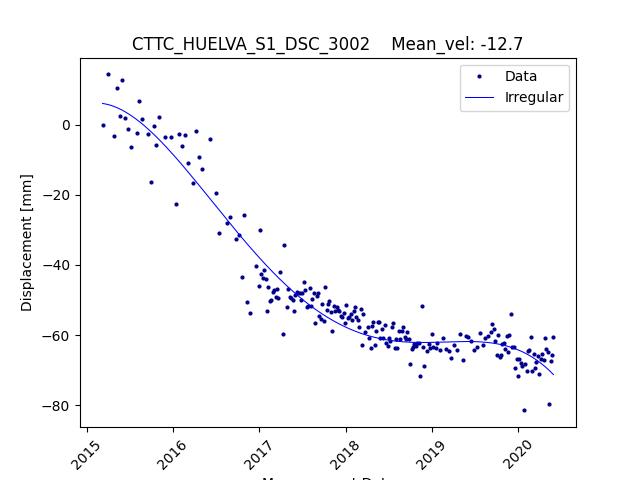 CTTC_HUELVA_S1_DSC_3002    Mean_vel: -12.7
Data
Irregular
Displacement [mm]
0
−20
−40
−60
−80
2015
2016
2017
2018
2019
2020